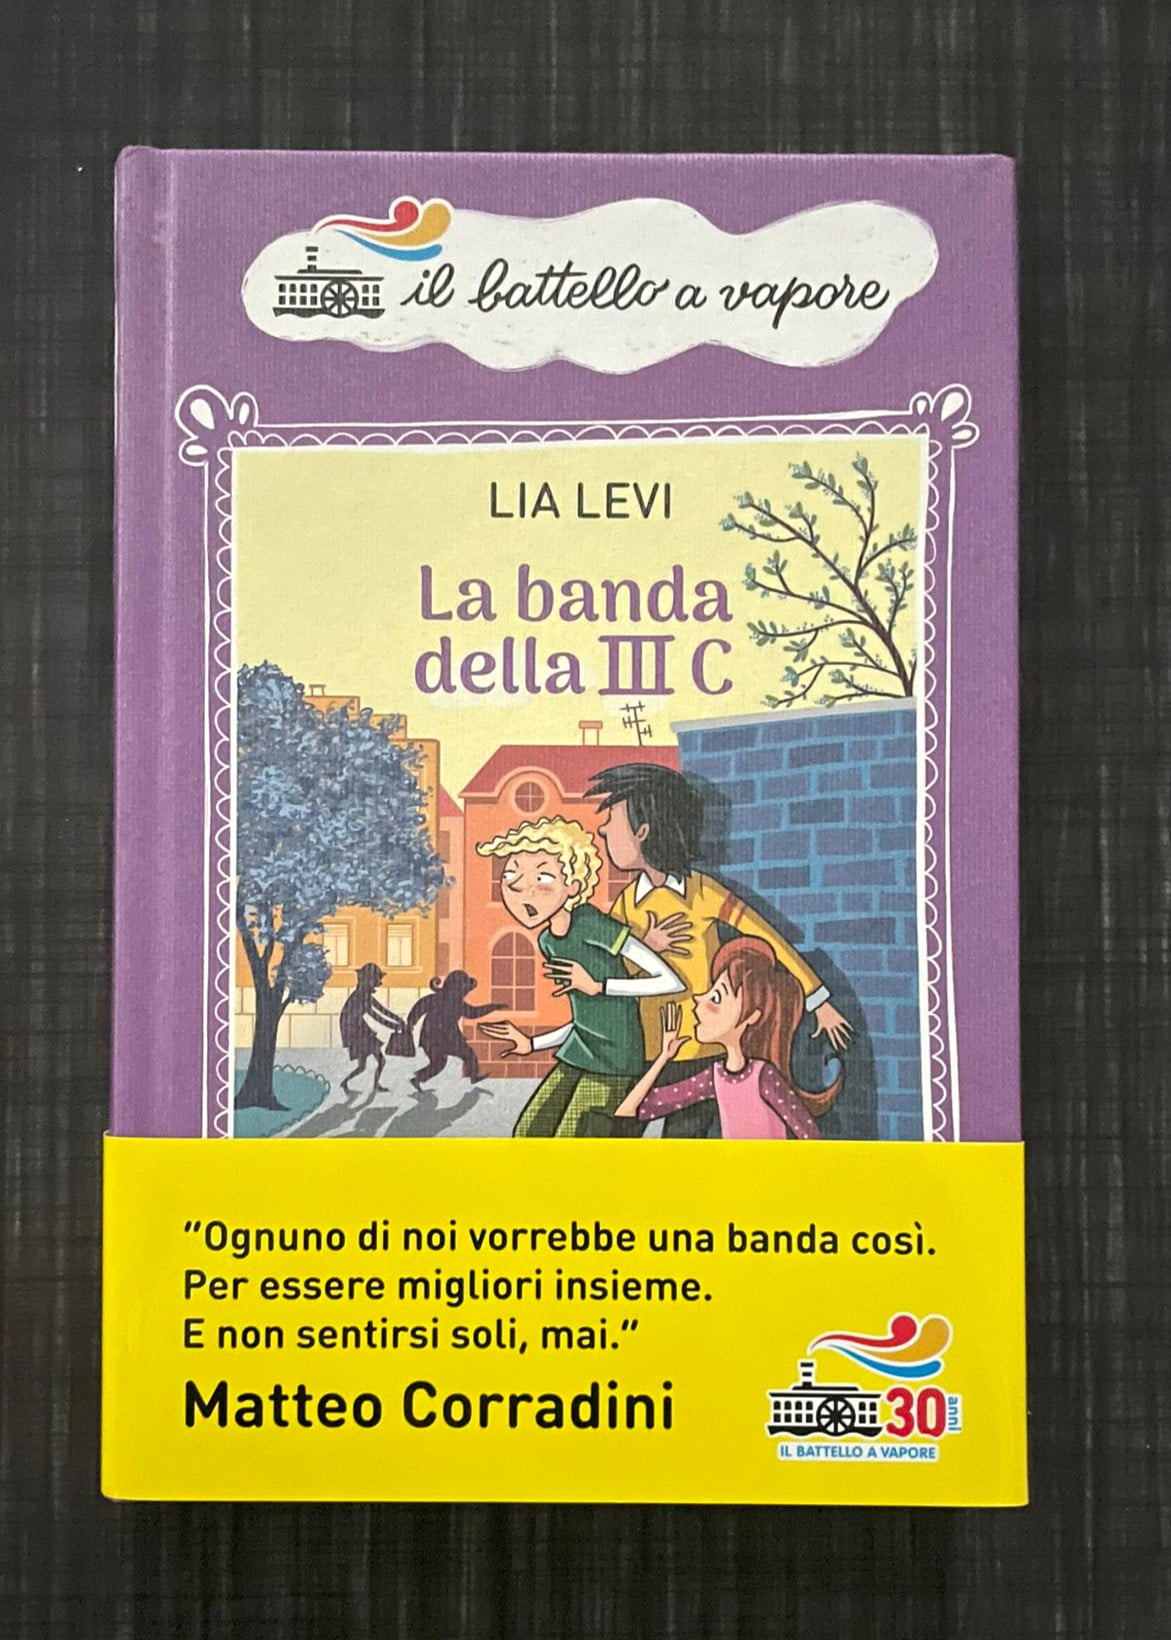 il battello a vapore
LIA LEVI
La banda
della III C
“Ognuno di noi vorrebbe una banda così.
Per essere migliori insieme.
E non sentirsi soli, mai.”
Matteo Corradini
30 anni
IL BATTELLO A VAPORE